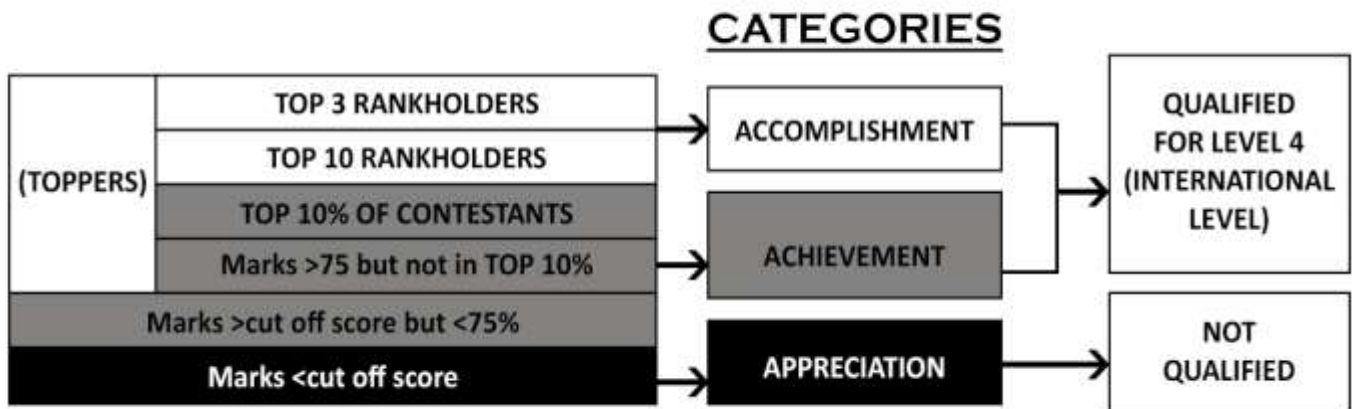 CATEGORIES
(TOPPERS)
TOP 3 RANKHOLDERS
TOP 10 RANKHOLDERS
TOP 10% OF CONTESTANTS
Marks >75 but not in TOP 10%
Marks >cut off score but <75%
Marks <cut off score
ACCOMPLISHMENT
ACHIEVEMENT
APPRECIATION
QUALIFIED
FOR LEVEL 4
(INTERNATIONAL
LEVEL)
NOT
QUALIFIED